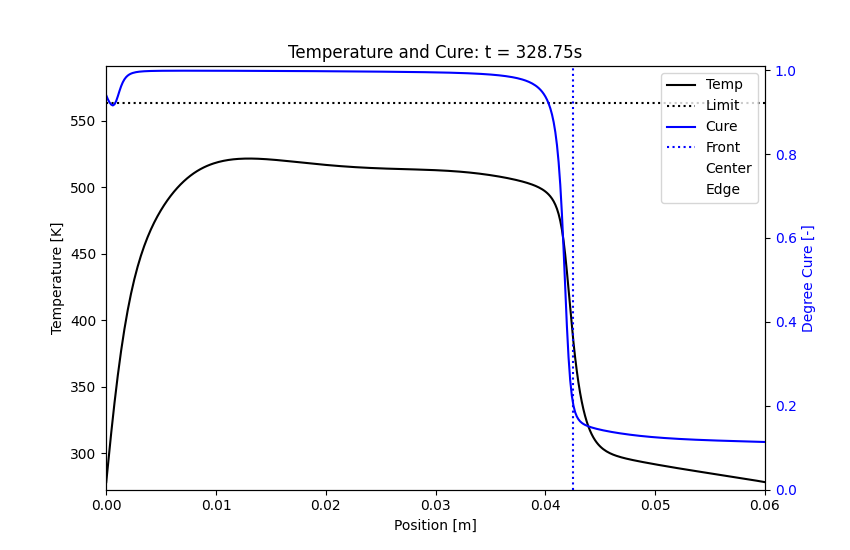 Temperature and Cure: t = 328.75s
Temp
Limit
Cure
Front
Center
Edge
550
500
450
400
350
300
Temperature [K]
1.0
0.8
0.6
0.4
0.2
0.0
Degree Cure [-]
0.00 0.01 0.02 0.03 0.04 0.05 0.06
Position [m]